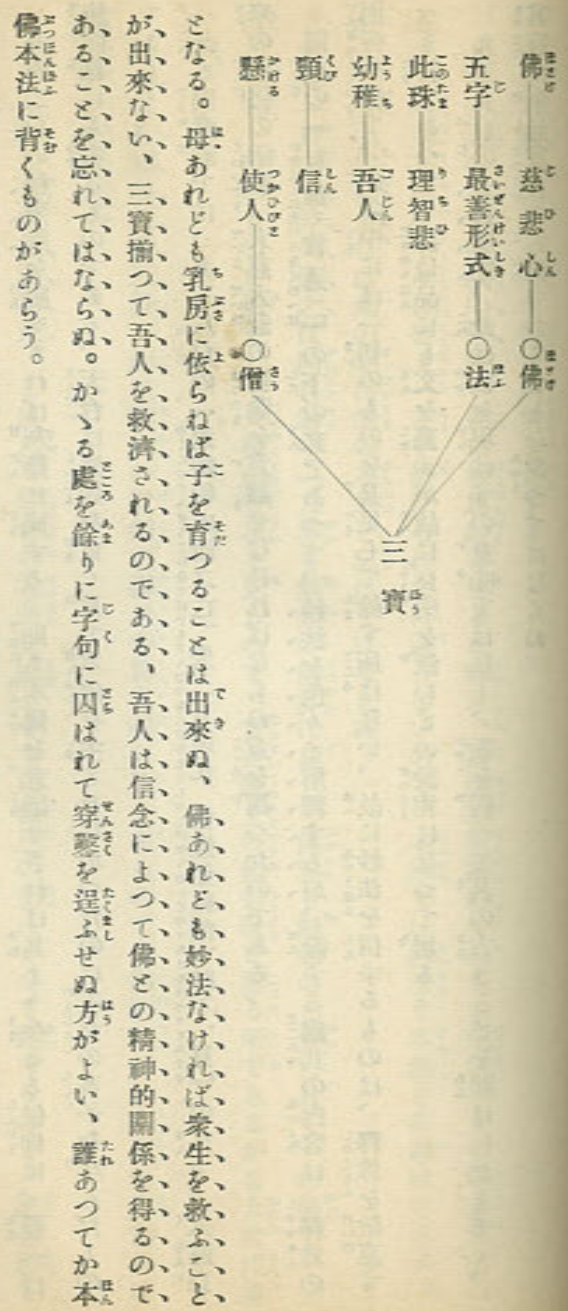 佛――慈悲心――〇佛
五字――最善形式――〇法
此珠――理智悲
幼稚――吾人
頸――信
懸――使人――〇僧
三寶
となる。母あれども乳房に依らねば子を育つることは出來ぬ、佛あれども妙法なければ衆生を救ふこと
が出來ない、三寶揃つて吾人を救濟されるのである、吾人は信念によつて佛との精神的關係を得るので
あることを忘れてはならぬ。かゝる處を餘りに字句に囚はれて穿鑿を逞ふせぬ方がよい、誰あつてか本
佛本法に背くものがあらう。